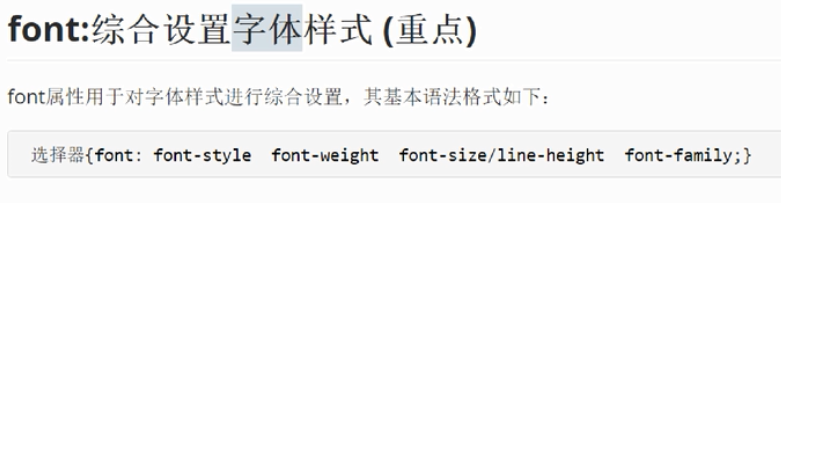 font:综合设置字体样式 (重点)
font属性用于对字体样式进行综合设置，其基本语法格式如下：
选择器{font: font-style  font-weight  font-size/line-height  font-family;}